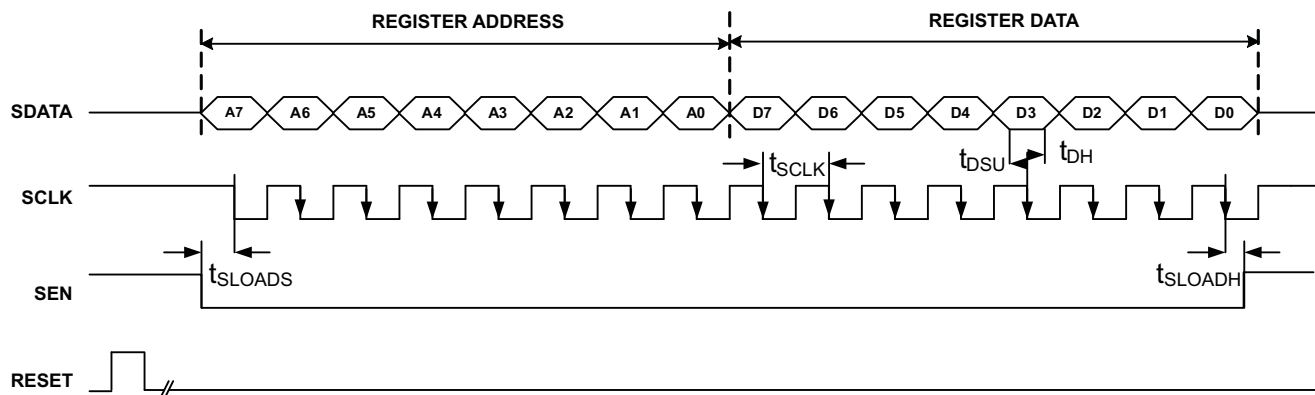 REGISTER ADDRESS REGISTER DATA
SDATA A7 A6 A5 A4 A3 A2 A1 A0 D7 D6 D5 D4 D3 D2 D1 D0
tSCLK tDSU tDH
SCLK
tSLOADS tSLOADH
SEN
RESET